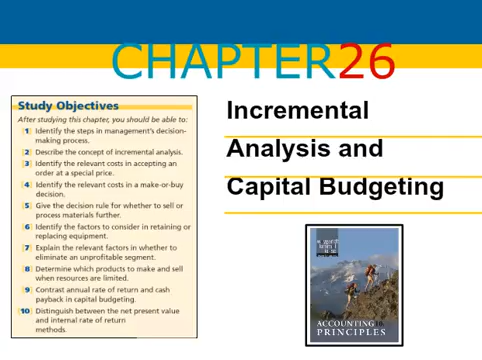 CHAPTER26
Study Objectives
After studying this chapter, you should be able to:
1 Identify the steps in management's decision-
making process.
2 Describe the concept of incremental analysis.
3 Identify the relevant costs in accepting an
order at a special price.
4 Identify the relevant costs in a make-or-buy
decision.
5 Give the decision rule for whether to sell or
process materials further.
6 Identify the factors to consider in retaining or
replacing equipment.
7 Explain the relevant factors in whether to
eliminate an unprofitable segment.
8 Determine which products to make and sell
when resources are limited.
9 Contrast annual rate of return and cash
payback in capital budgeting.
10 Distinguish between the net present value
and internal rate of return
methods.
Incremental
Analysis and
Capital Budgeting
ACCOUNTING
PRINCIPLES